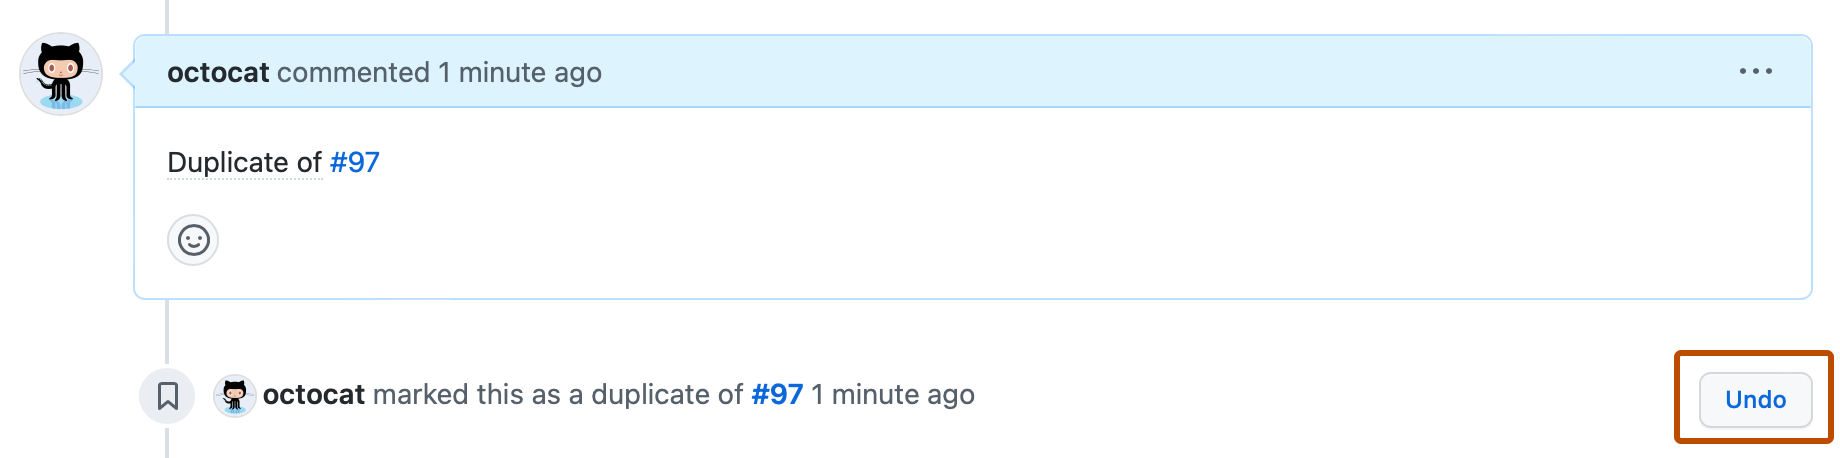 octocat commented 1 minute ago
Duplicate of #97
octocat marked this as a duplicate of #97 1 minute ago
Undo